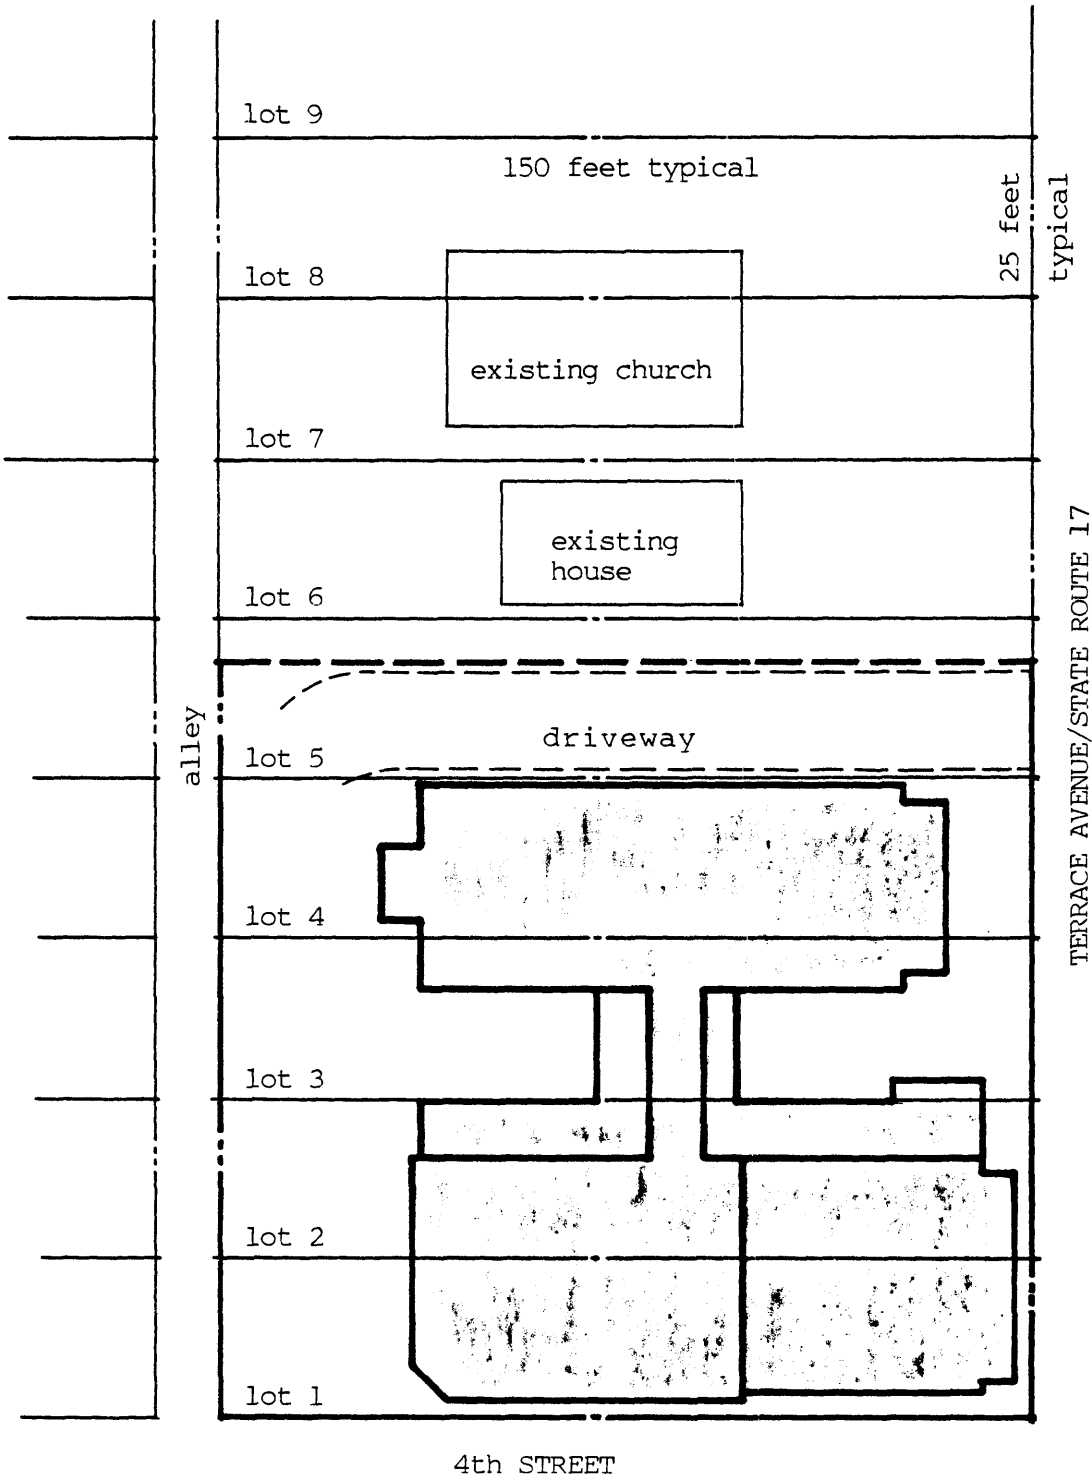 lot 9
150 feet typical
25 feet
typical
lot 8
existing church
lot 7
existing
house
lot 6
TERRACE AVENUE/STATE ROUTE 17
alley
driveway
lot 5
lot 4
lot 3
lot 2
lot 1
4th STREET